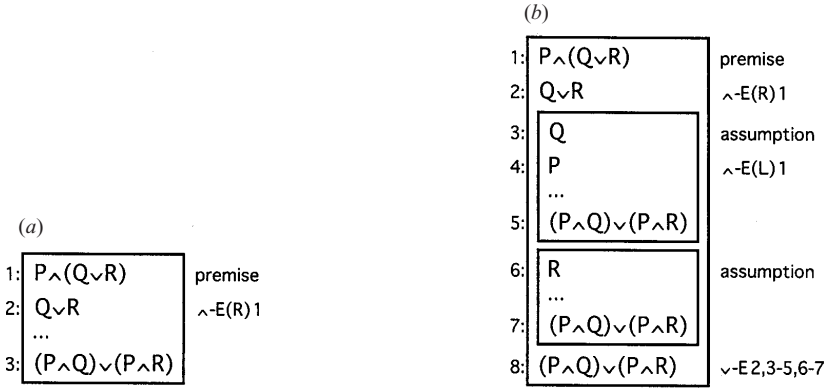 (a)
1: P∧(Q∨R) premise
2: Q∨R ∧-E(R) 1
...
3: (P∧Q)∨(P∧R)
(b)
1: P∧(Q∨R) premise
2: Q∨R ∧-E(R) 1
3: Q assumption
4: P ∧-E(L) 1
...
5: (P∧Q)∨(P∧R)
6: R assumption
...
7: (P∧Q)∨(P∧R)
8: (P∧Q)∨(P∧R) ∨-E 2,3-5,6-7